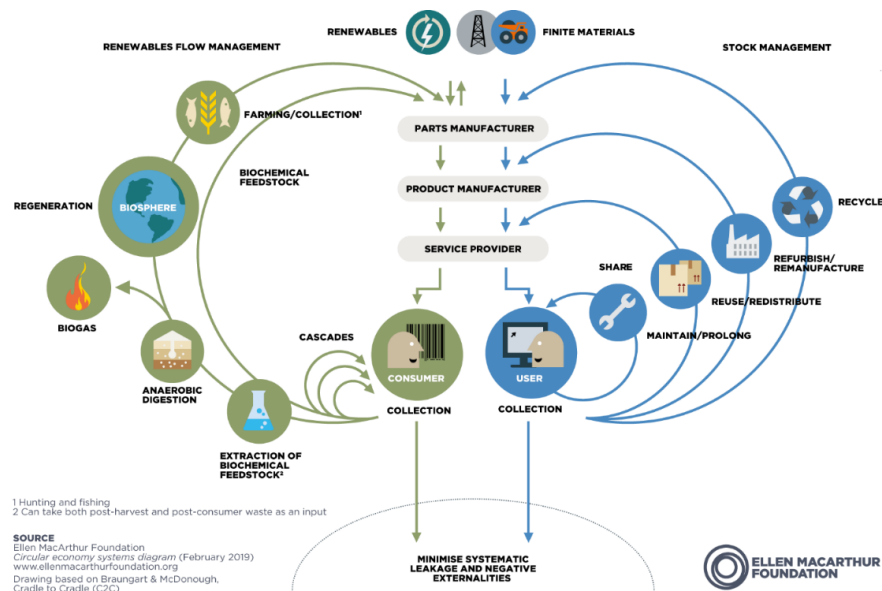 RENEWABLES
FINITE MATERIALS
RENEWABLES FLOW MANAGEMENT
STOCK MANAGEMENT
FARMING/COLLECTION¹
PARTS MANUFACTURER
BIOCHEMICAL
FEEDSTOCK
PRODUCT MANUFACTURER
REGENERATION
BIOSPHERE
RECYCLE
SERVICE PROVIDER
SHARE
REFURBISH/
REMANUFACTURE
REUSE/REDISTRIBUTE
BIOGAS
CASCADES
MAINTAIN/PROLONG
CONSUMER
USER
ANAEROBIC
DIGESTION
COLLECTION
COLLECTION
EXTRACTION OF
BIOCHEMICAL
FEEDSTOCK²
1 Hunting and fishing
2 Can take both post-harvest and post-consumer waste as an input
SOURCE
Ellen MacArthur Foundation
Circular economy systems diagram (February 2019)
www.ellenmacarthurfoundation.org
Drawing based on Braungart & McDonough,
Cradle to Cradle (C2C)
MINIMISE SYSTEMATIC
LEAKAGE AND NEGATIVE
EXTERNALITIES
ELLEN MACARTHUR
FOUNDATION